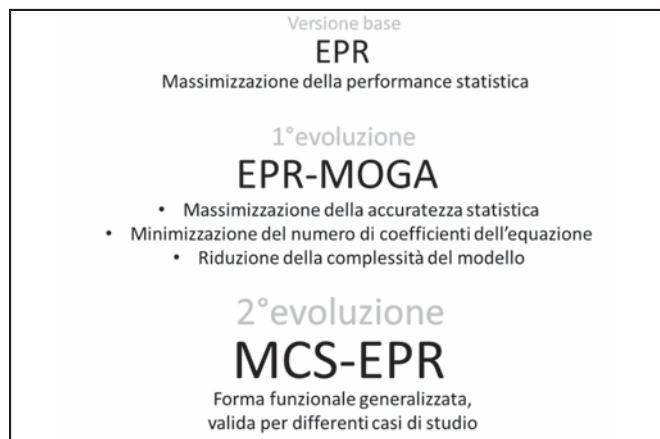 Versione base
EPR
Massimizzazione della performance statistica
1°evoluzione
EPR-MOGA
• Massimizzazione della accuratezza statistica
• Minimizzazione del numero di coefficienti dell'equazione
• Riduzione della complessità del modello
2°evoluzione
MCS-EPR
Forma funzionale generalizzata,
valida per differenti casi di studio